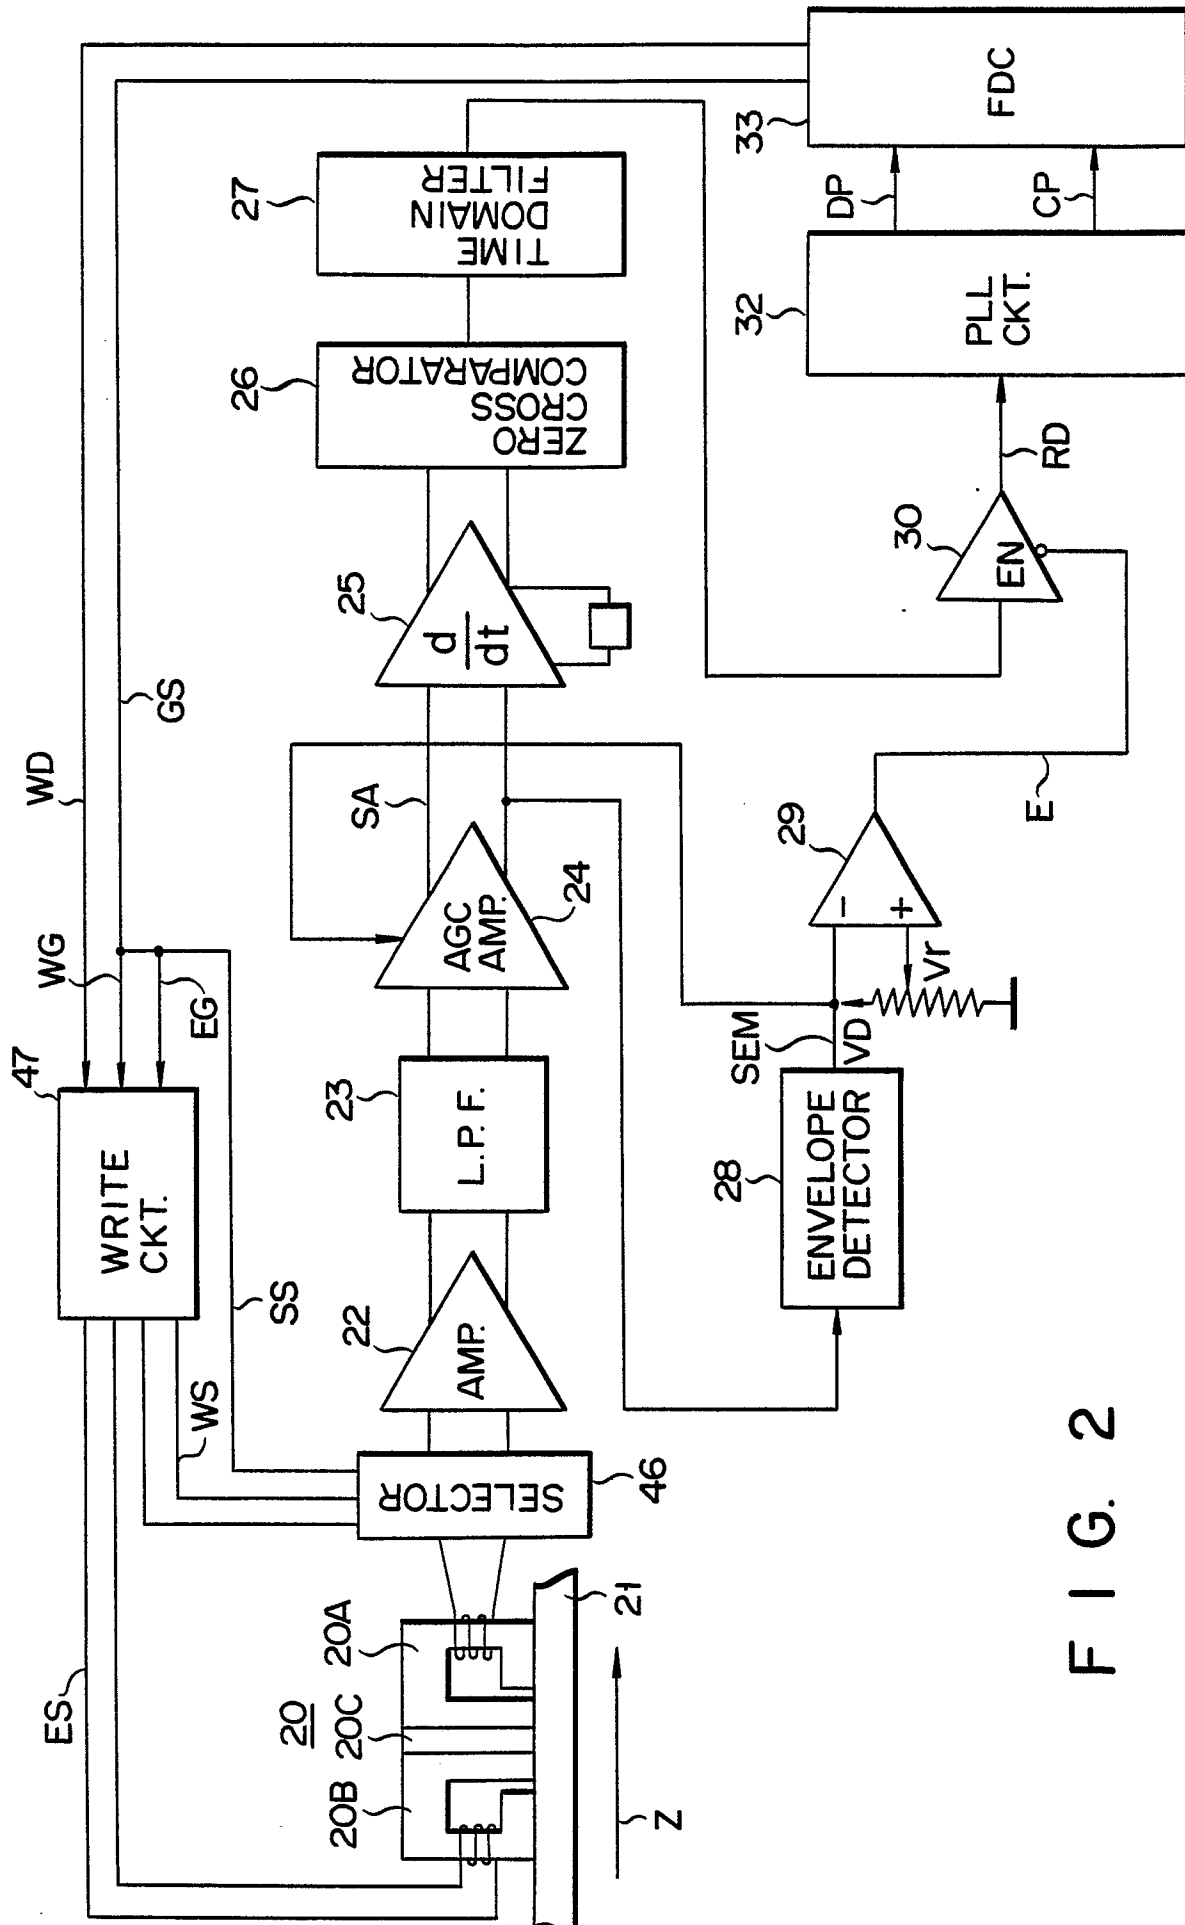 WD
GS
WG
EG
47
WRITE
CKT.
ES
WS
SS
20
20A
20B
20C
21
Z
SELECTOR
46
22
AMP.
23
L.P.F.
AGC
AMP.
24
SA
25
d
dt
26
ZERO
CROSS
COMPARATOR
27
TIME
DOMAIN
FILTER
28
ENVELOPE
DETECTOR
SEM
VD
Vr
29
−
+
E
30
EN
RD
32
PLL
CKT.
DP
CP
33
FDC
FIG. 2